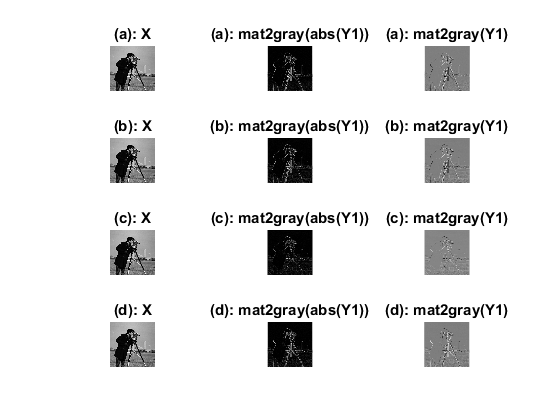 (a): X (a): mat2gray(abs(Y1)) (a): mat2gray(Y1)
(b): X (b): mat2gray(abs(Y1)) (b): mat2gray(Y1)
(c): X (c): mat2gray(abs(Y1)) (c): mat2gray(Y1)
(d): X (d): mat2gray(abs(Y1)) (d): mat2gray(Y1)